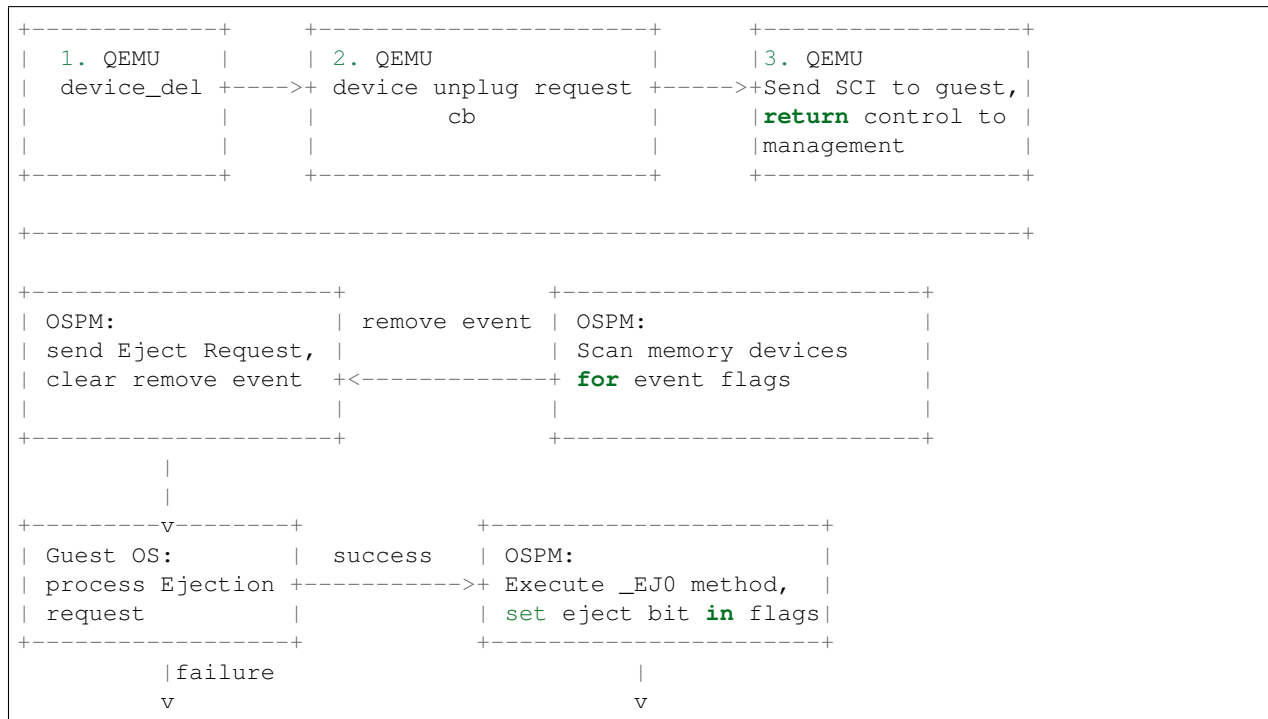 +-------------+     +-----------------------+       +------------------+
|  1. QEMU    |     | 2. QEMU               |       |3. QEMU           |
|  device_del +---->+ device unplug request +----->+Send SCI to guest,|
|             |     |         cb            |       |return control to |
|             |     |                       |       |management        |
+-------------+     +-----------------------+       +------------------+
+---------------------------------------------------------------------+
+---------------------+              +-------------------------+
| OSPM:               | remove event | OSPM:                   |
| send Eject Request, |              | Scan memory devices     |
| clear remove event  +<-------------+ for event flags         |
|                     |              |                         |
+---------------------+              +-------------------------+
          |
          |
+---------v--------+            +-----------------------+
| Guest OS:        |  success   | OSPM:                 |
| process Ejection +----------->+ Execute _EJ0 method,  |
| request          |            | set eject bit in flags|
+------------------+            +-----------------------+
          |failure                         |
          v                                v